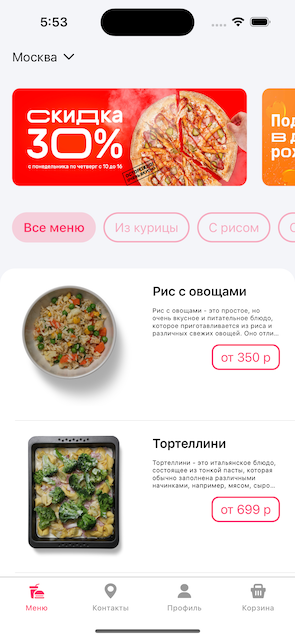 5:53
Москва
СКИДКА
30%
с понедельника по четверг с 10 до 16
По
в д
рож
Все меню
Из курицы
С рисом
Рис с овощами
Рис с овощами - это простое, но
очень вкусное и питательное блюдо,
которое приготавливается из риса и
различных свежих овощей. Оно отли...
от 350 р
Тортеллини
Тортеллини - это итальянское блюдо,
состоящее из тонкой пасты, которая
обычно заполнена различными
начинками, например, мясом, сыро...
от 699 р
Меню
Контакты
Профиль
Корзина